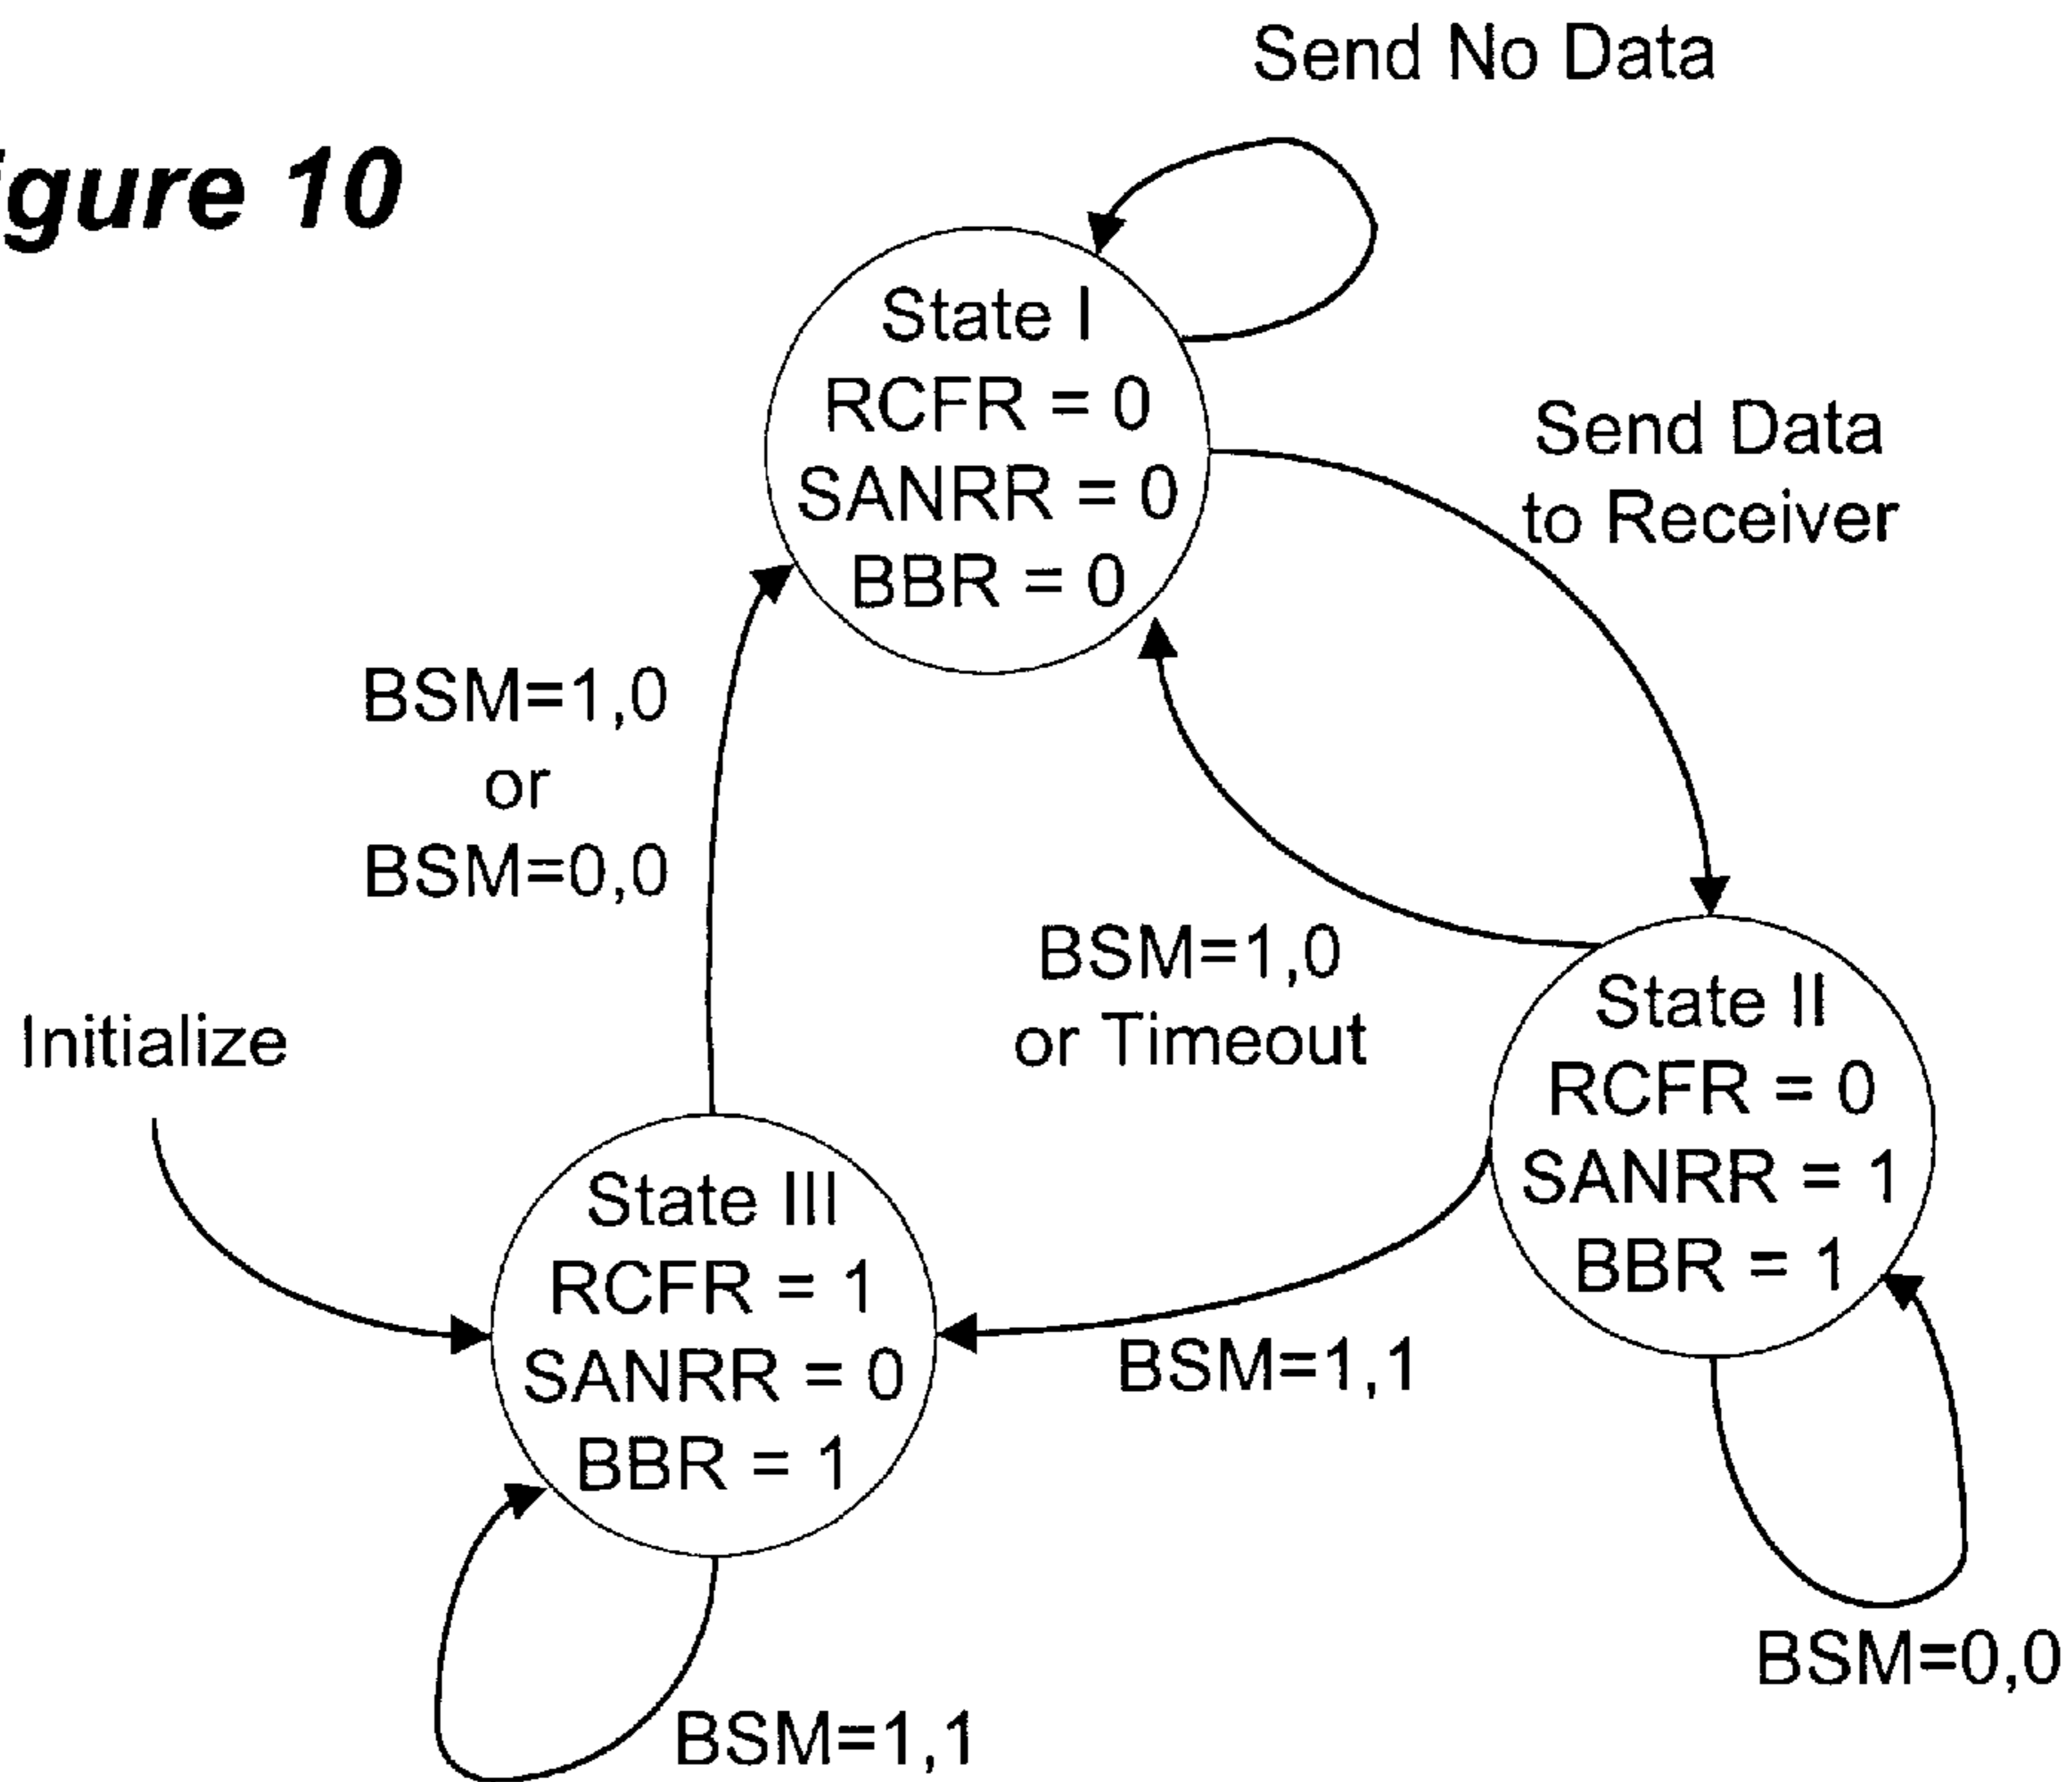 igure 10
Send No Data
State I
RCFR = 0
SANRR = 0
BBR = 0
Send Data
to Receiver
BSM=1,0
or
BSM=0,0
BSM=1,0
or Timeout
State II
RCFR = 0
SANRR = 1
BBR = 1
Initialize
State III
RCFR = 1
SANRR = 0
BBR = 1
BSM=1,1
BSM=0,0
BSM=1,1